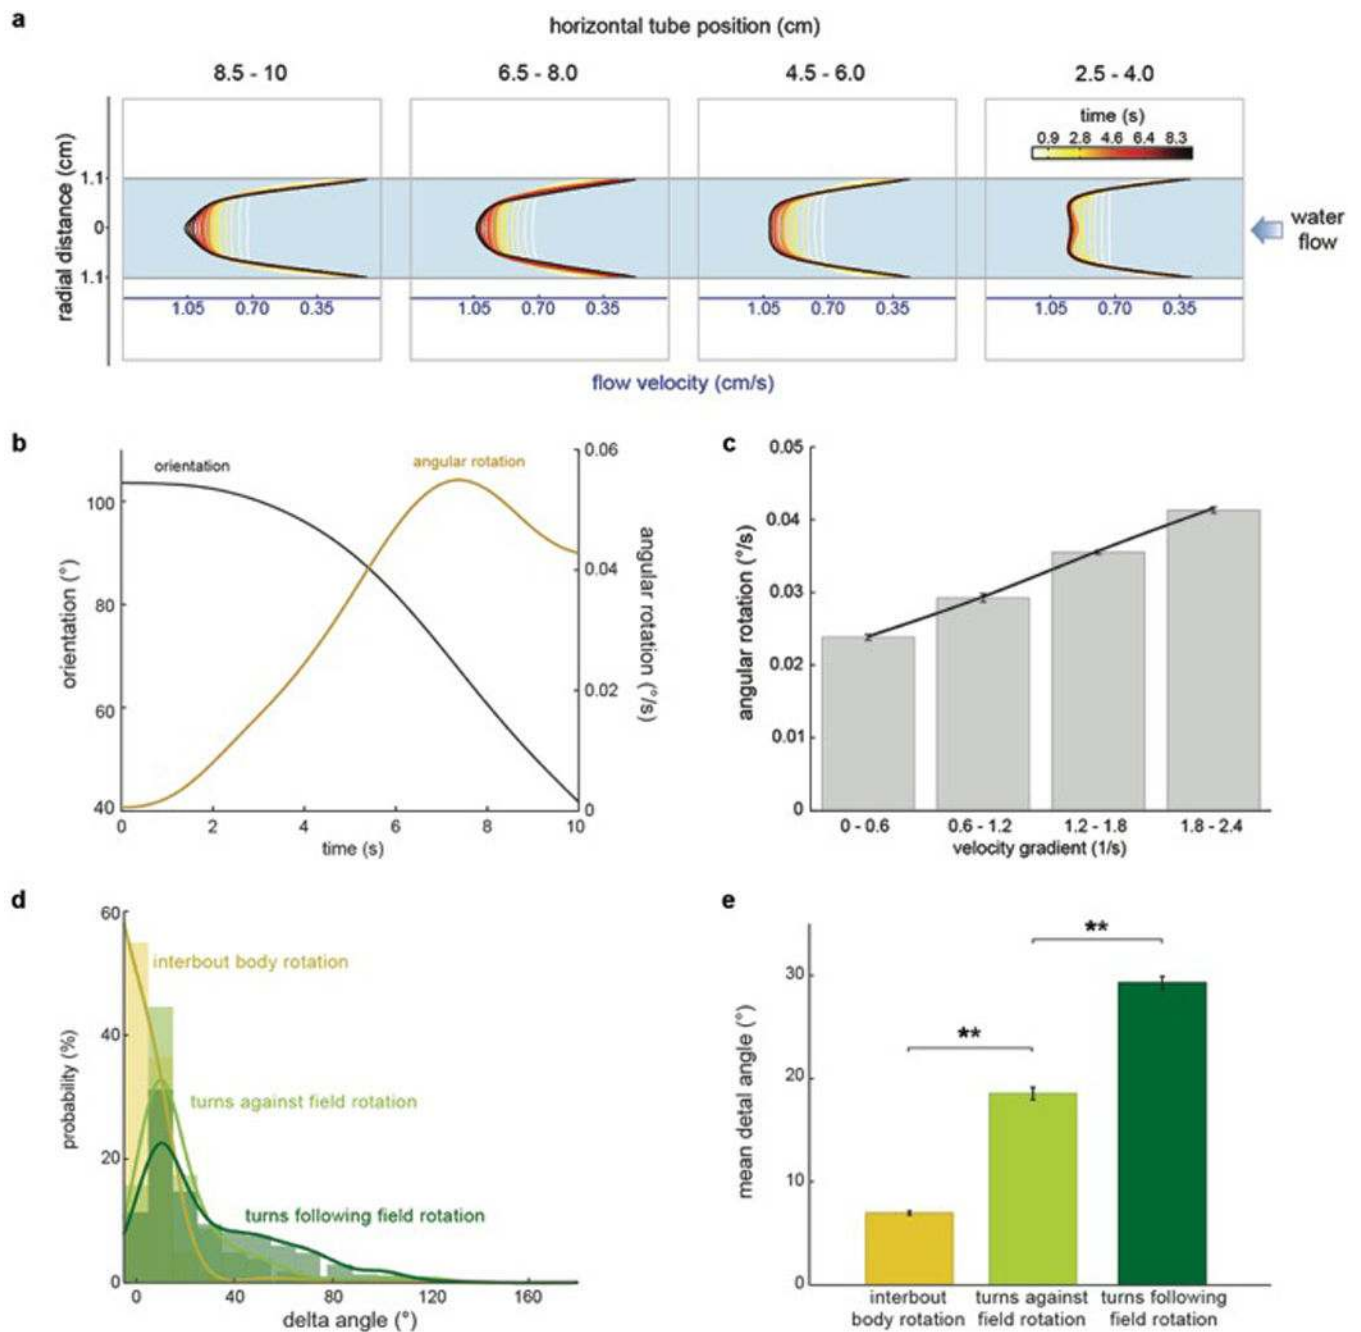 a
horizontal tube position (cm)
8.5 - 10
6.5 - 8.0
4.5 - 6.0
2.5 - 4.0
time (s)
0.9 2.8 4.6 6.4 8.3
radial distance (cm)
1.1
0
1.1
water
flow
1.05 0.70 0.35
1.05 0.70 0.35
1.05 0.70 0.35
1.05 0.70 0.35
flow velocity (cm/s)
b
orientation
angular rotation
orientation (°)
100
80
60
40
0.06
0.04
0.02
0
angular rotation (°/s)
0 2 4 6 8 10
time (s)
c
angular rotation (°/s)
0.05
0.04
0.03
0.02
0.01
0
0 - 0.6
0.6 - 1.2
1.2 - 1.8
1.8 - 2.4
velocity gradient (1/s)
d
probability (%)
60
40
20
0
interbout body rotation
turns against field rotation
turns following field rotation
0 40 80 120 160
delta angle (°)
e
mean detal angle (°)
30
20
10
0
**
**
interbout
body rotation
turns against
field rotation
turns following
field rotation